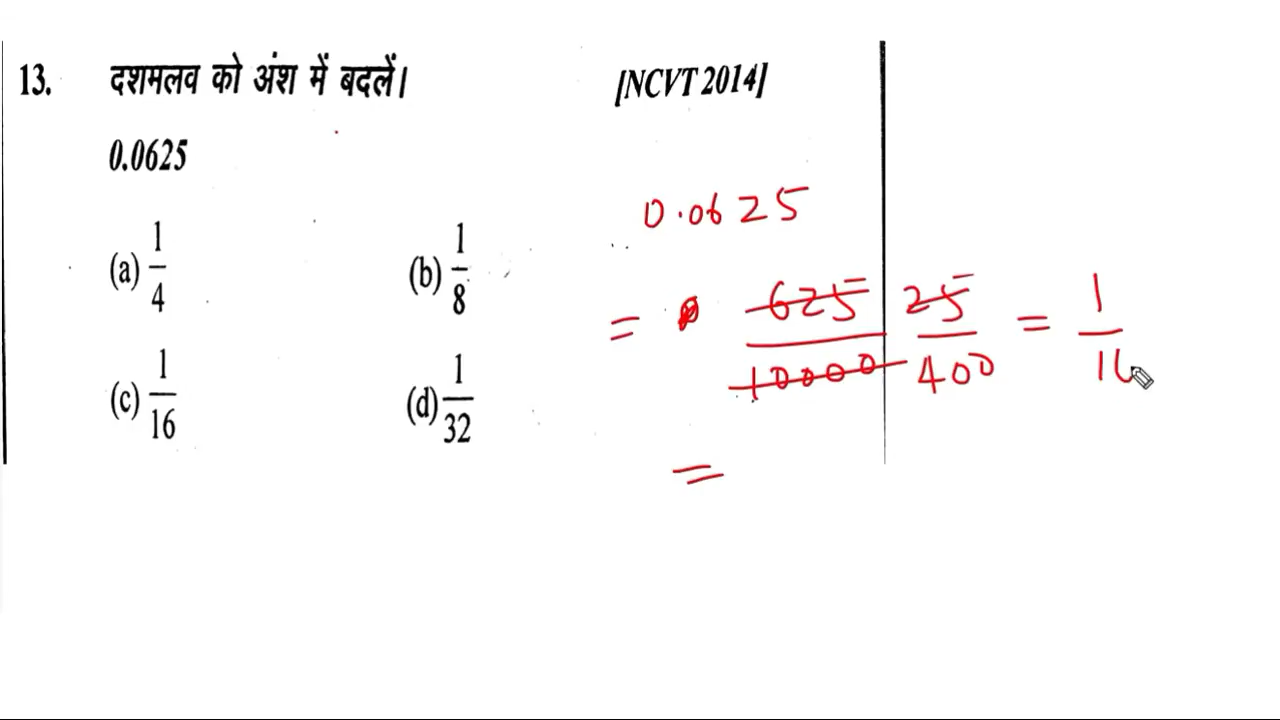 13. दशमलव को अंश में बदलें। [NCVT 2014]
0.0625
(a) 1/4 (b) 1/8
(c) 1/16 (d) 1/32
0.0625
= 625/10000 25/400 = 1/16
=